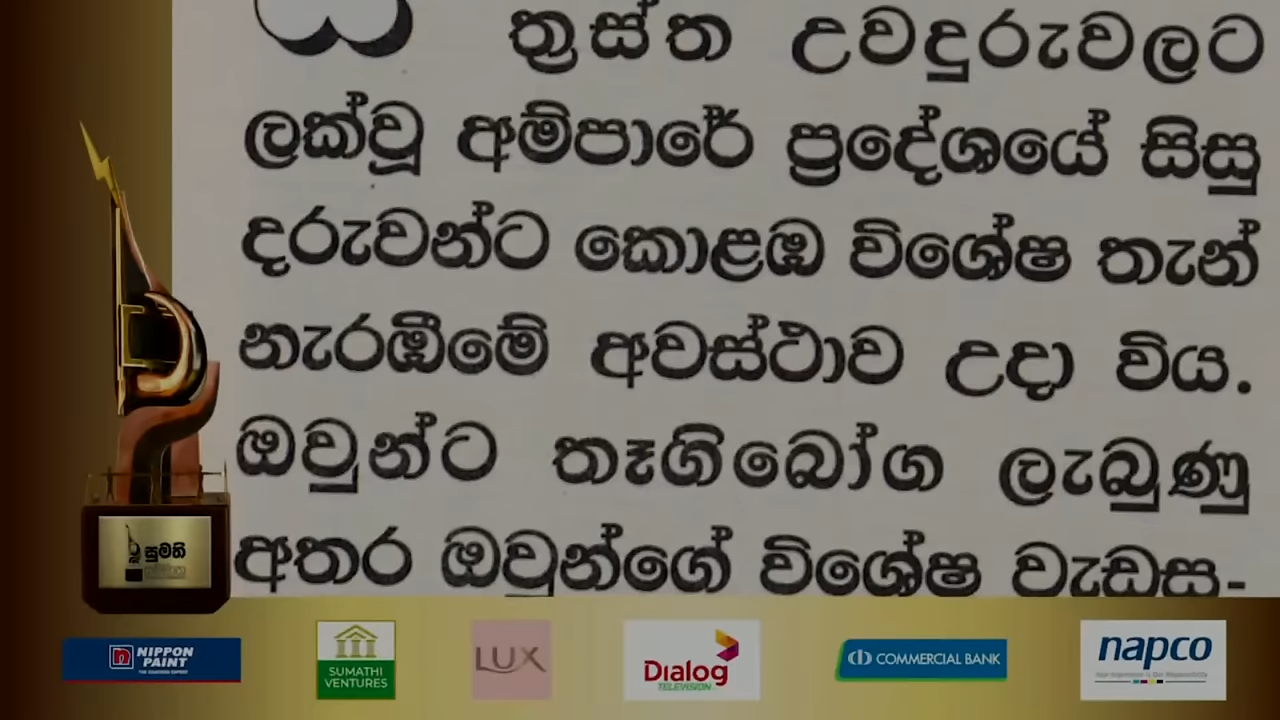 ත්‍රස්ත උවදුරුවලට
ලක්වූ අම්පාරේ ප්‍රදේශයේ සිසු
දරුවන්ට කොළඹ විශේෂ තැන්
නැරඹීමේ අවස්ථාව උදා විය.
ඔවුන්ට තෑගිබෝග ලැබුණු
අතර ඔවුන්ගේ විශේෂ වැඩස-
සුමති
NIPPON
PAINT
SUMATHI
VENTURES
LUX
Dialog
TELEVISION
COMMERCIAL BANK
napco